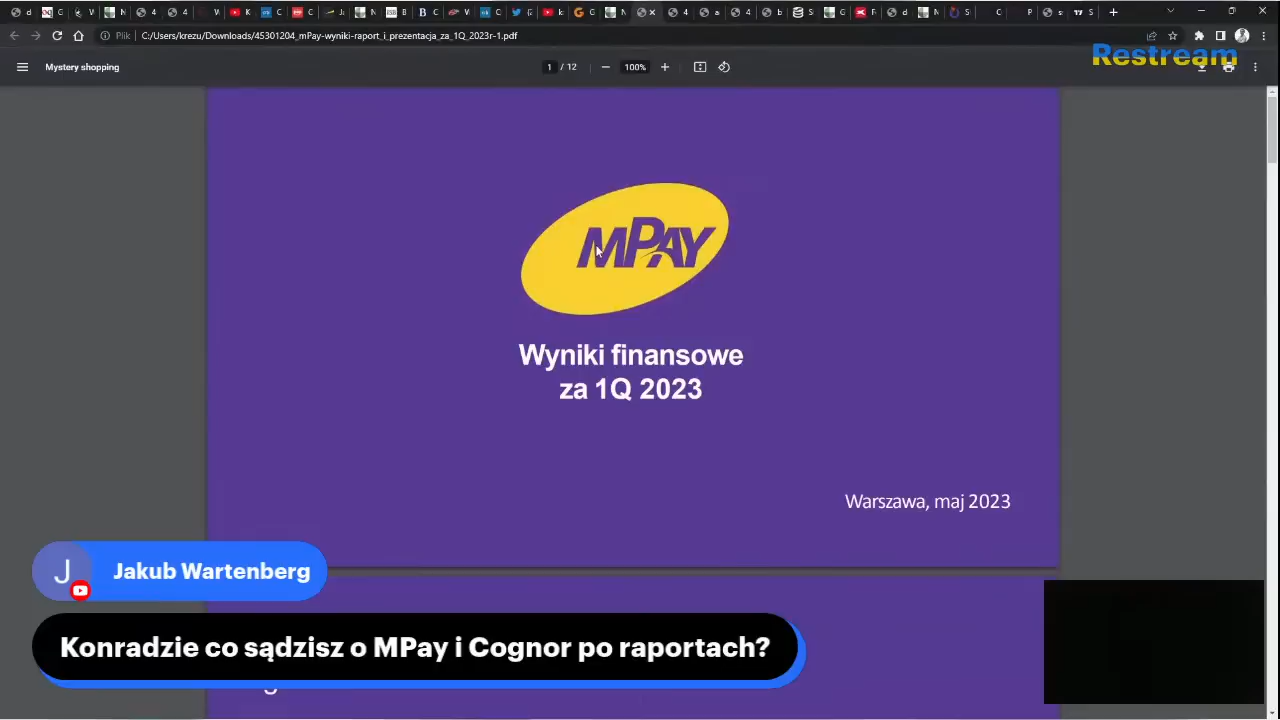 Plik
C:/Users/krezu/Downloads/45301204_mPay-wyniki-raport_i_prezentacja_za_1Q_2023r-1.pdf
Restream
Mystery shopping
1 / 12
100%
MPAY
Wyniki finansowe
za 1Q 2023
Warszawa, maj 2023
J
Jakub Wartenberg
Konradzie co sądzisz o MPay i Cognor po raportach?